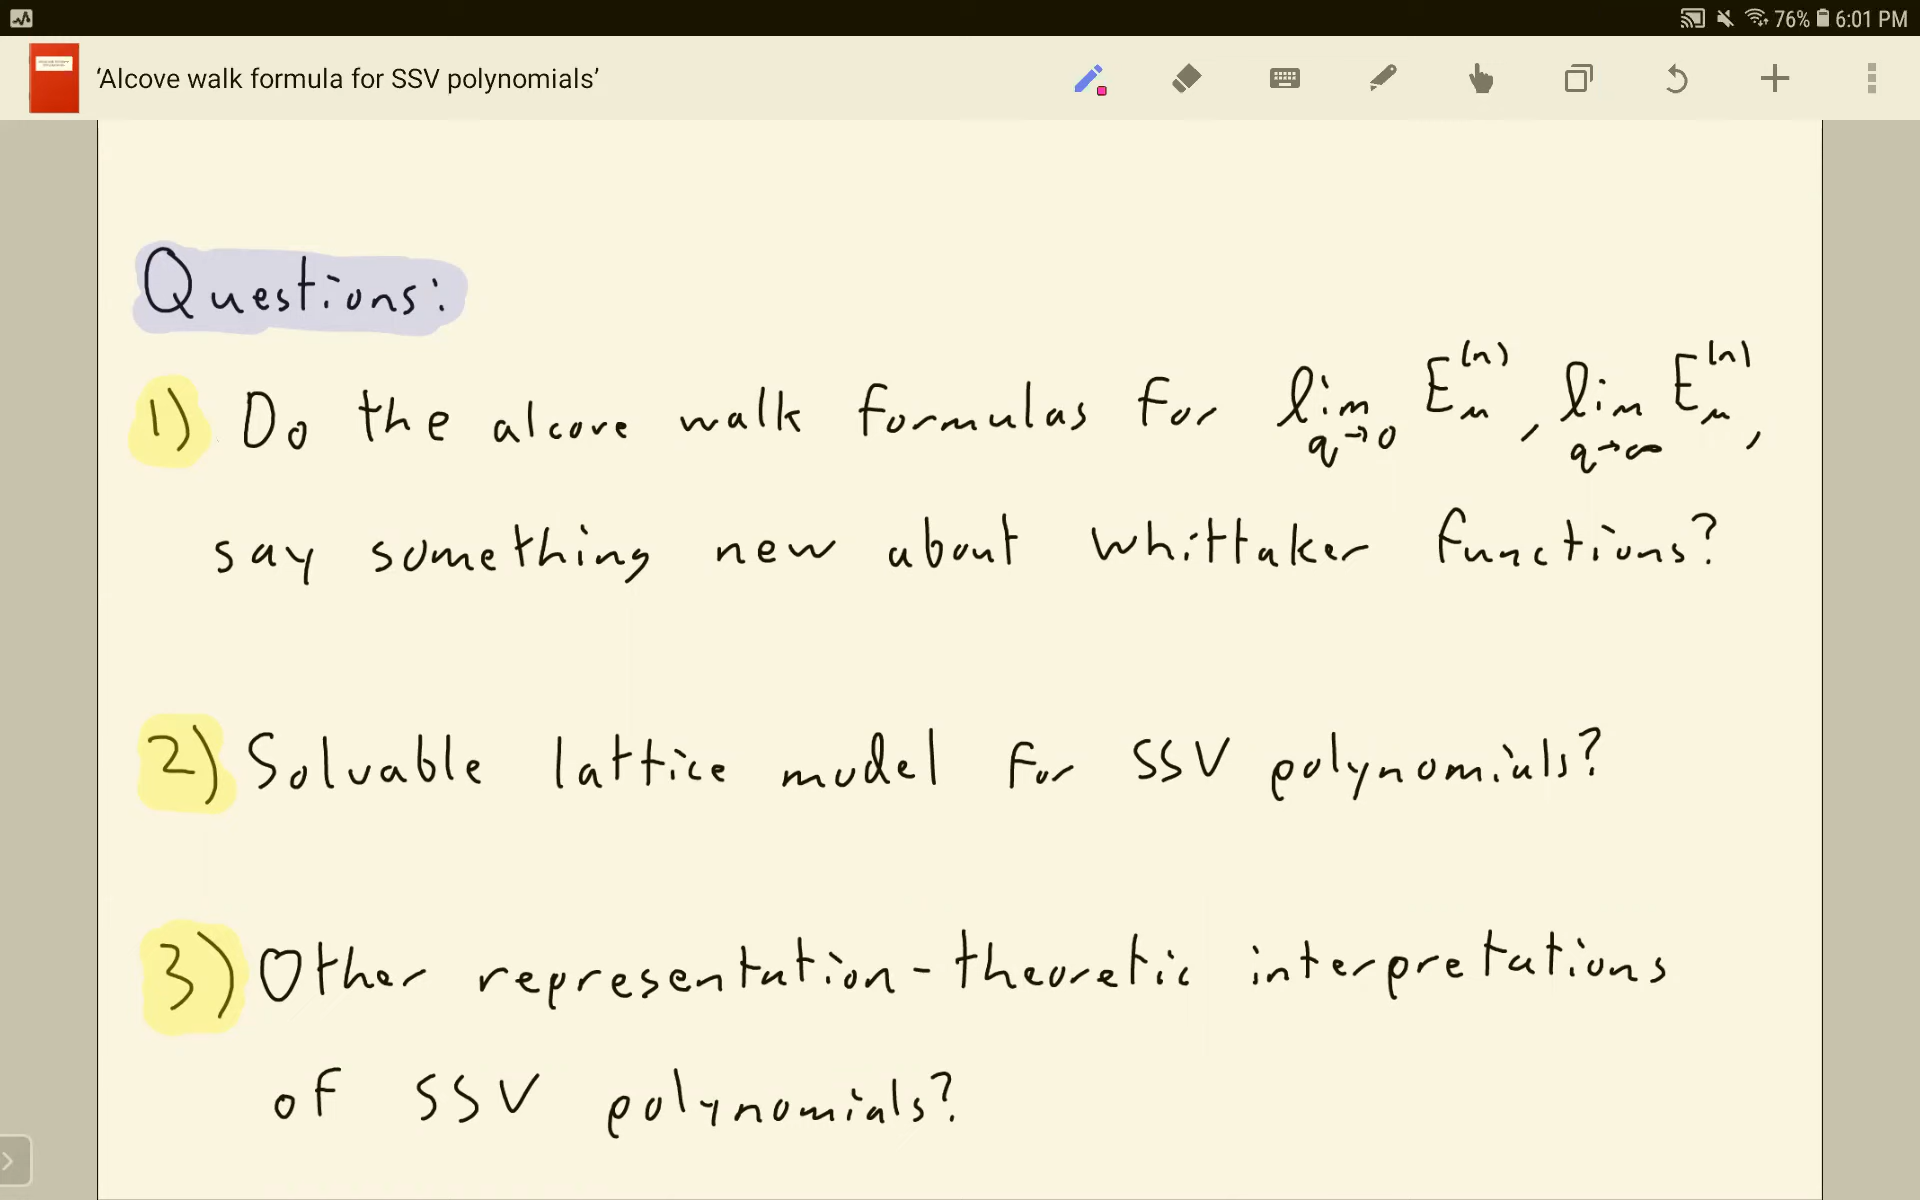 76% 6:01 PM
'Alcove walk formula for SSV polynomials'
Questions:
1) Do the alcove walk formulas for lim q→0 E_μ^(n), lim q→∞ E_μ^(n),
say something new about Whittaker functions?
2) Solvable lattice model for SSV polynomials?
3) Other representation-theoretic interpretations
of SSV polynomials?